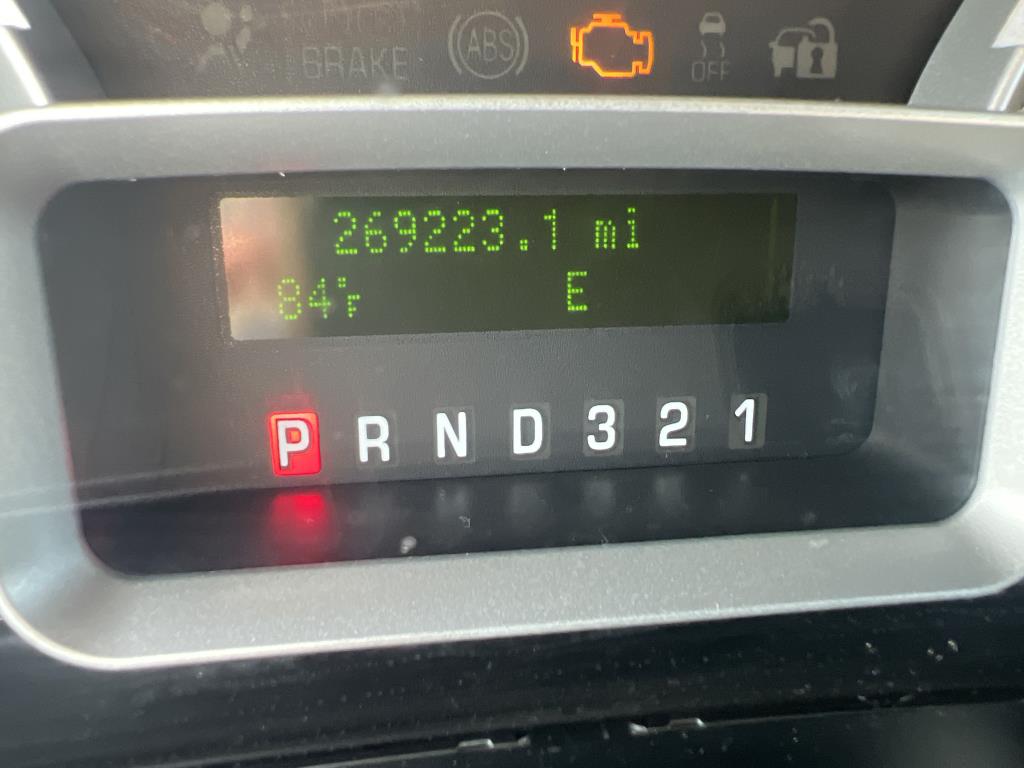 BRAKE ABS OFF
269223.1 mi
84°F E
P R N D 3 2 1